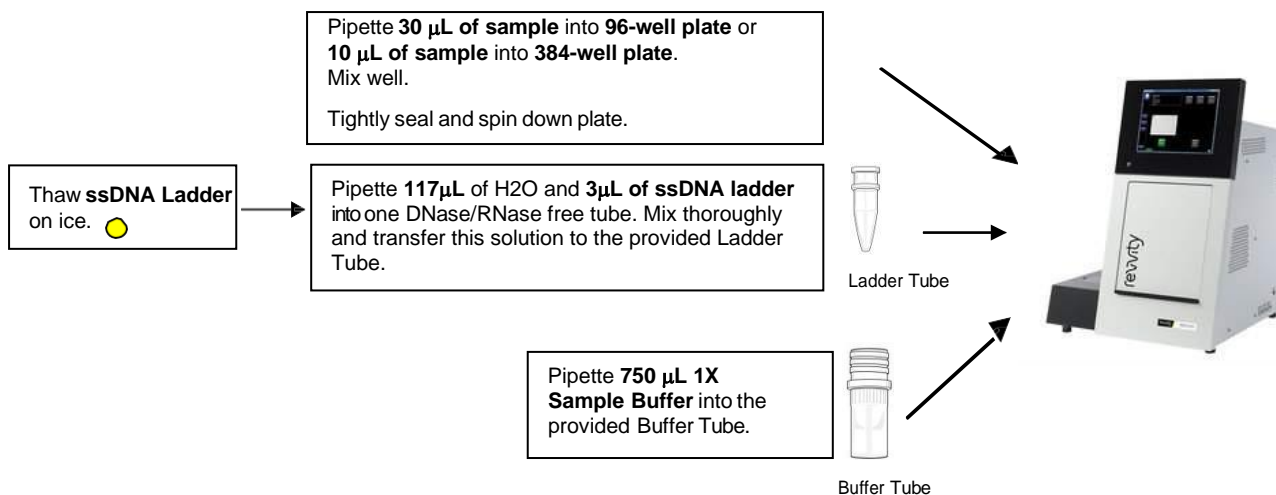 Pipette 30 μL of sample into 96-well plate or
10 μL of sample into 384-well plate.
Mix well.
Tightly seal and spin down plate.
Thaw ssDNA Ladder
on ice.
Pipette 117μL of H2O and 3μL of ssDNA ladder
into one DNase/RNase free tube. Mix thoroughly
and transfer this solution to the provided Ladder
Tube.
Ladder Tube
Pipette 750 μL 1X
Sample Buffer into the
provided Buffer Tube.
Buffer Tube
revvity